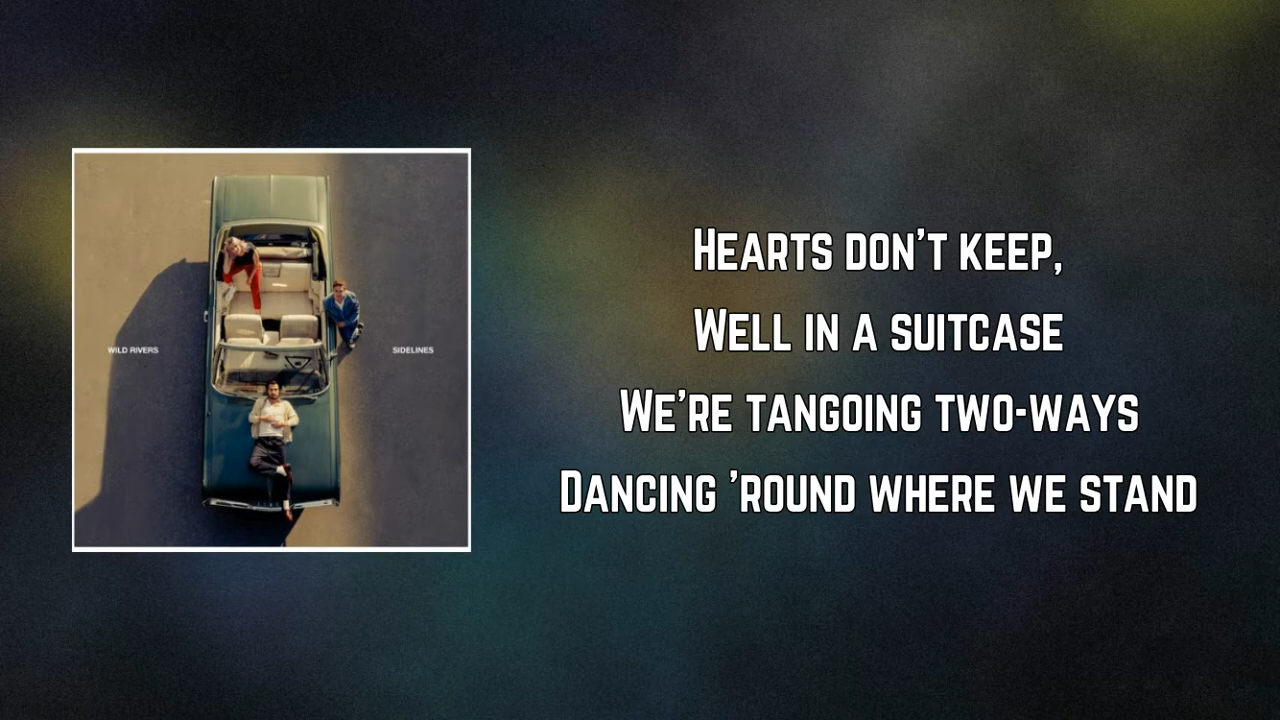 WILD RIVERS
SIDELINES
HEARTS DON'T KEEP,
WELL IN A SUITCASE
WE'RE TANGOING TWO-WAYS
DANCING 'ROUND WHERE WE STAND